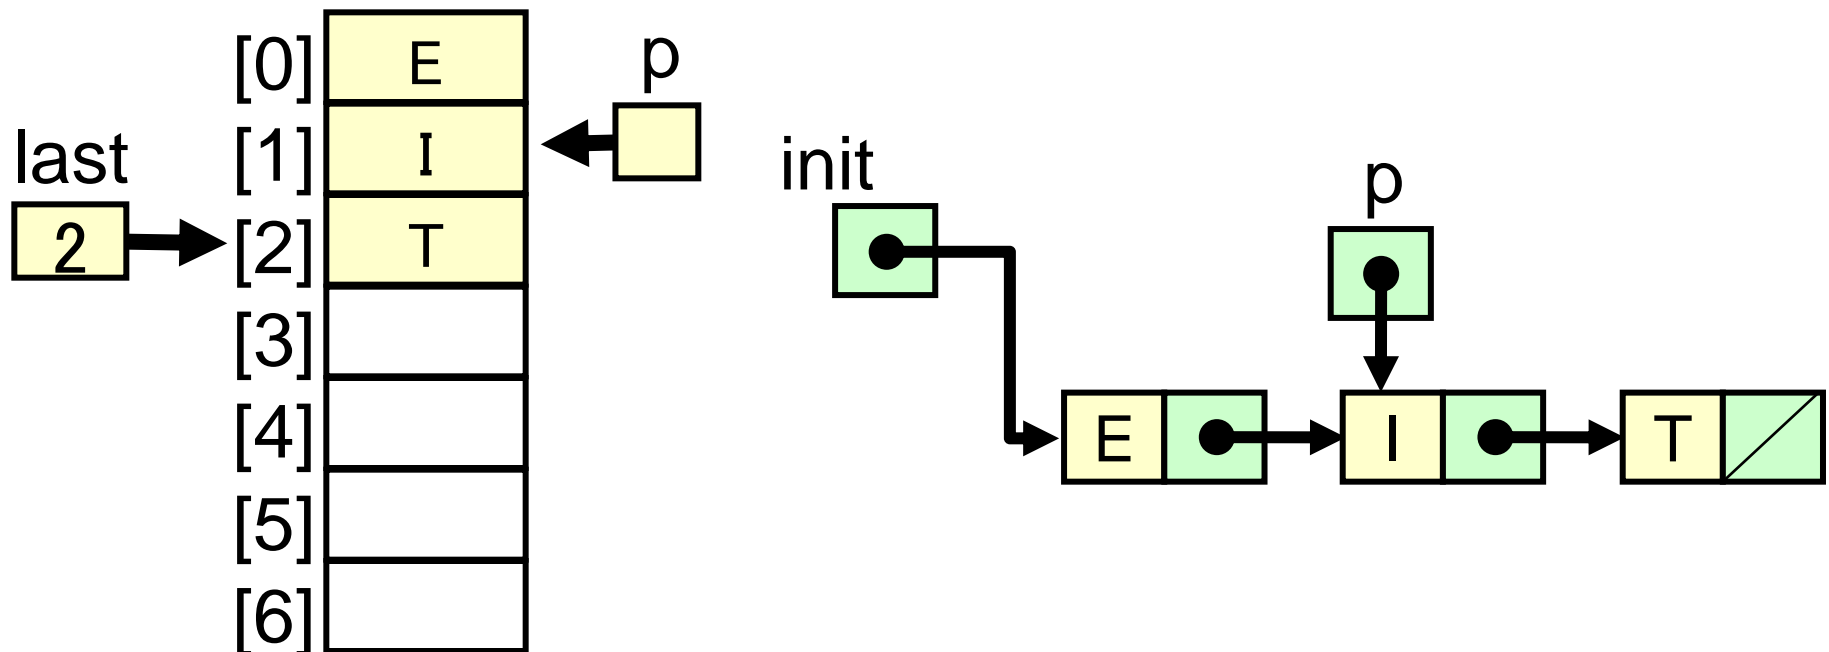 [0] E
[1] I
[2] T
[3]
[4]
[5]
[6]
last
2
p
init
p
E I T